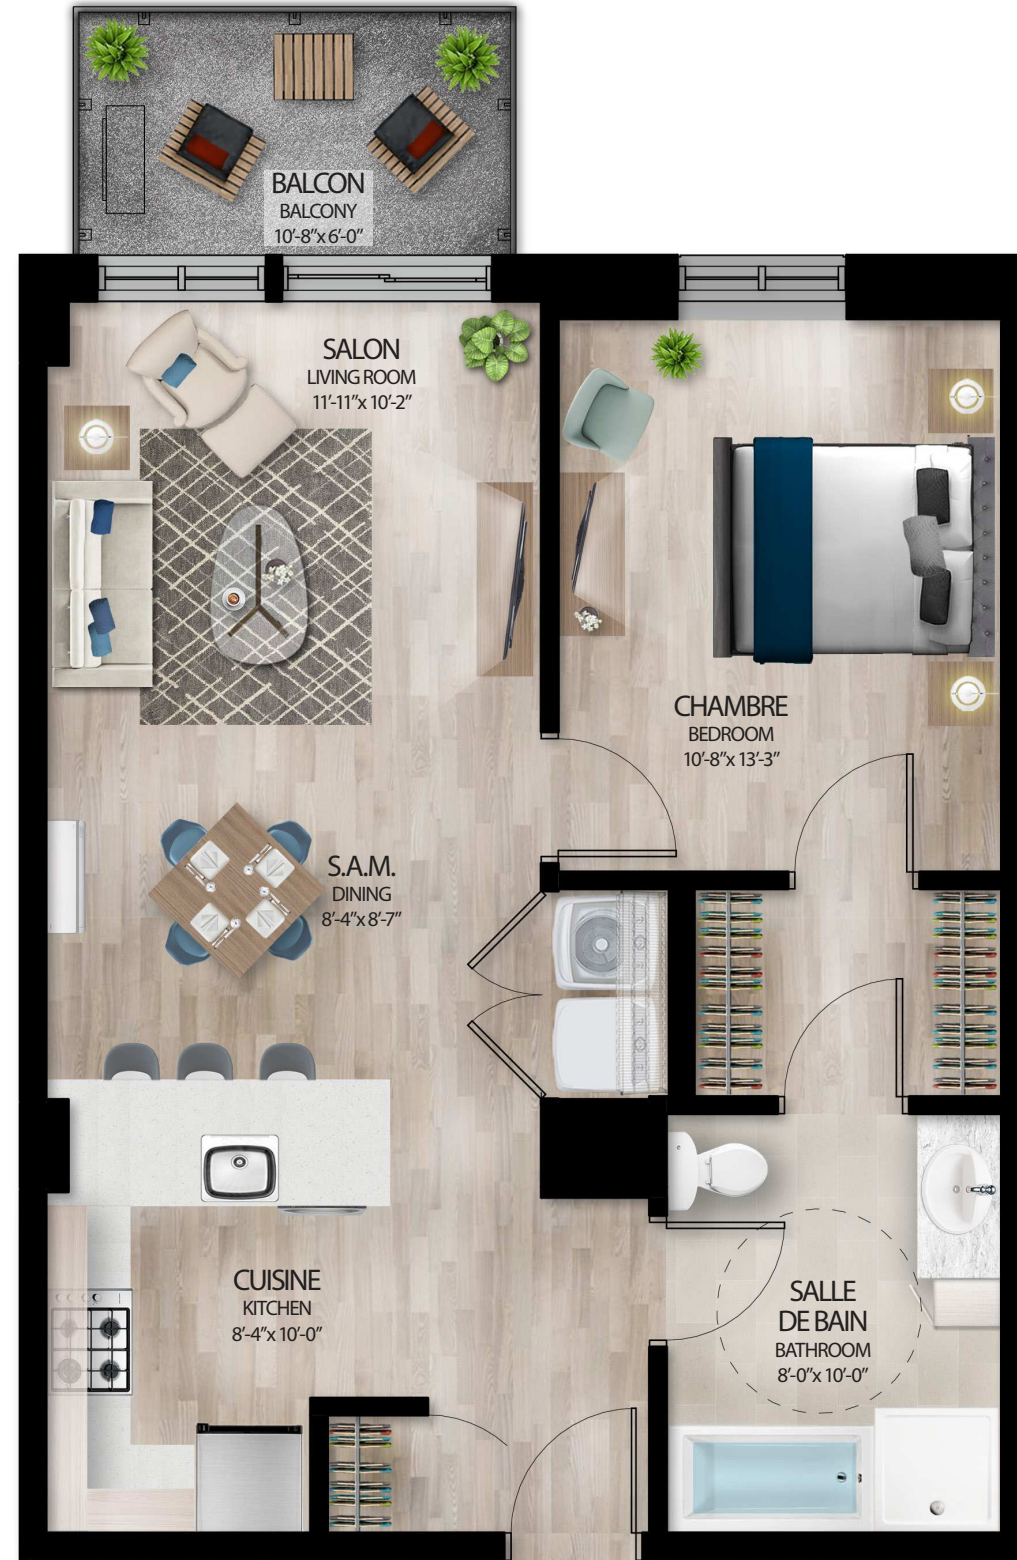 BALCON
BALCONY
10'-8"x 6'-0"
SALON
LIVING ROOM
11'-11"x 10'-2"
CHAMBRE
BEDROOM
10'-8"x 13'-3"
S.A.M.
DINING
8'-4"x 8'-7"
CUISINE
KITCHEN
8'-4"x 10'-0"
SALLE
DE BAIN
BATHROOM
8'-0"x 10'-0"